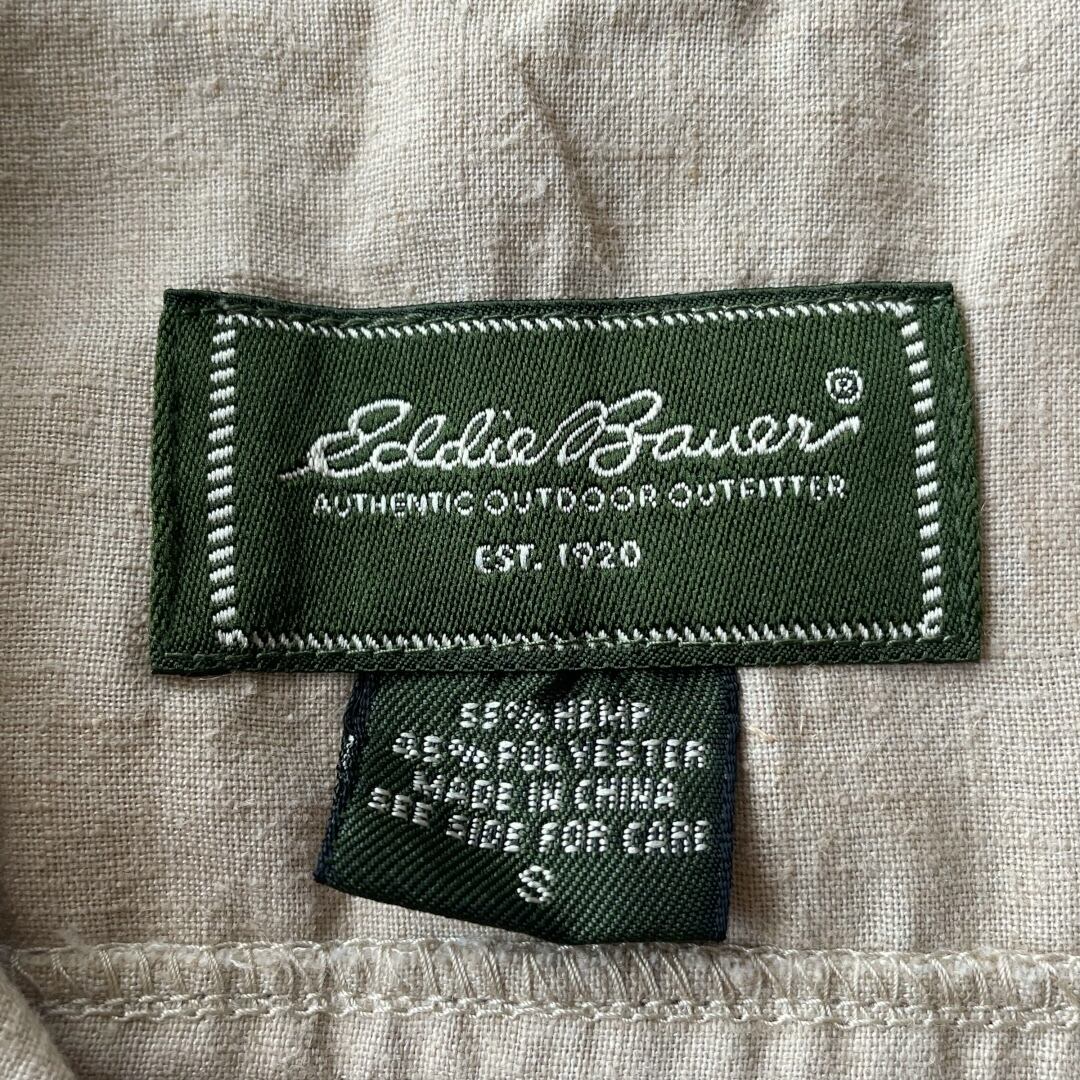 Eddie Bauer®
AUTHENTIC OUTDOOR OUTFITTER
EST. 1920
55% HEMP
45% POLYESTER
MADE IN CHINA
SEE SIDE FOR CARE
S